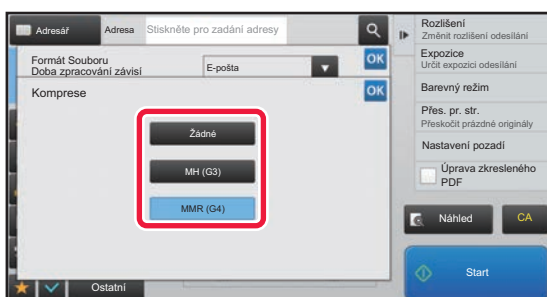 Adresář
Adresa
Stiskněte pro zadání adresy
Formát Souboru
Doba zpracování závisí
E-pošta
OK
Komprese
OK
Žádné
MH (G3)
MMR (G4)
Ostatní
Rozlišení
Změnit rozlišení odesílání
Expozice
Určit expozici odesílání
Barevný režim
Přes. pr. str.
Přeskočit prázdné originály
Nastavení pozadí
Úprava zkresleného
PDF
Náhled
CA
Start